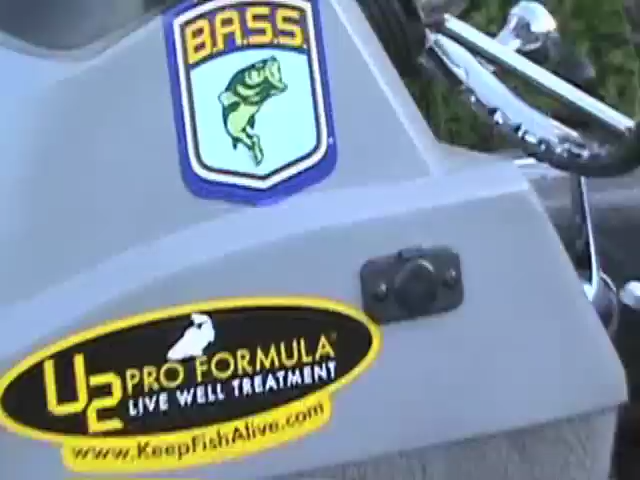 B.A.S.S.
U2 PRO FORMULA
LIVE WELL TREATMENT
www.KeepFishAlive.com